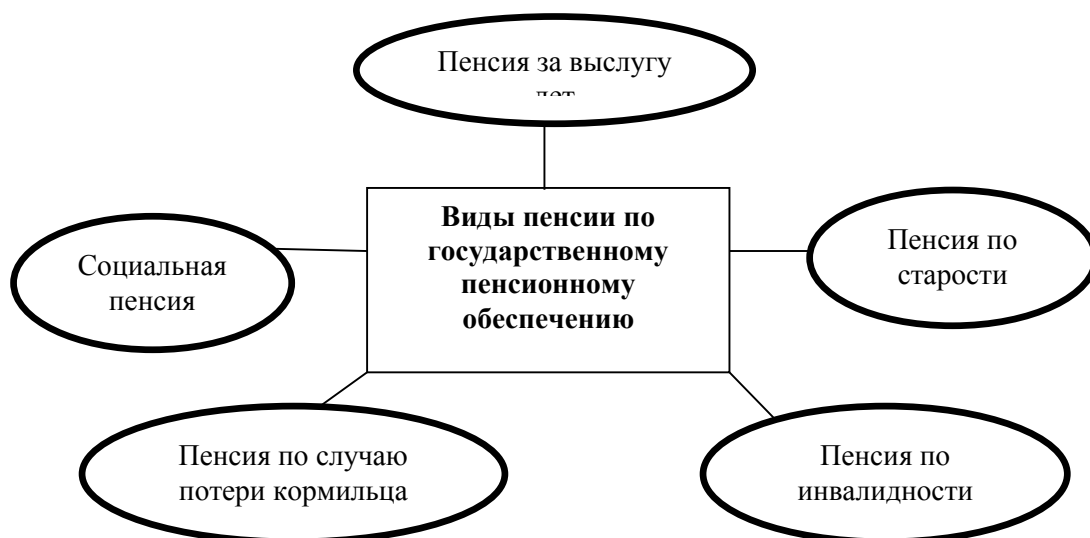 Пенсия за выслугу
лет
Виды пенсии по
государственному
пенсионному
обеспечению
Социальная
пенсия
Пенсия по
старости
Пенсия по случаю
потери кормильца
Пенсия по
инвалидности